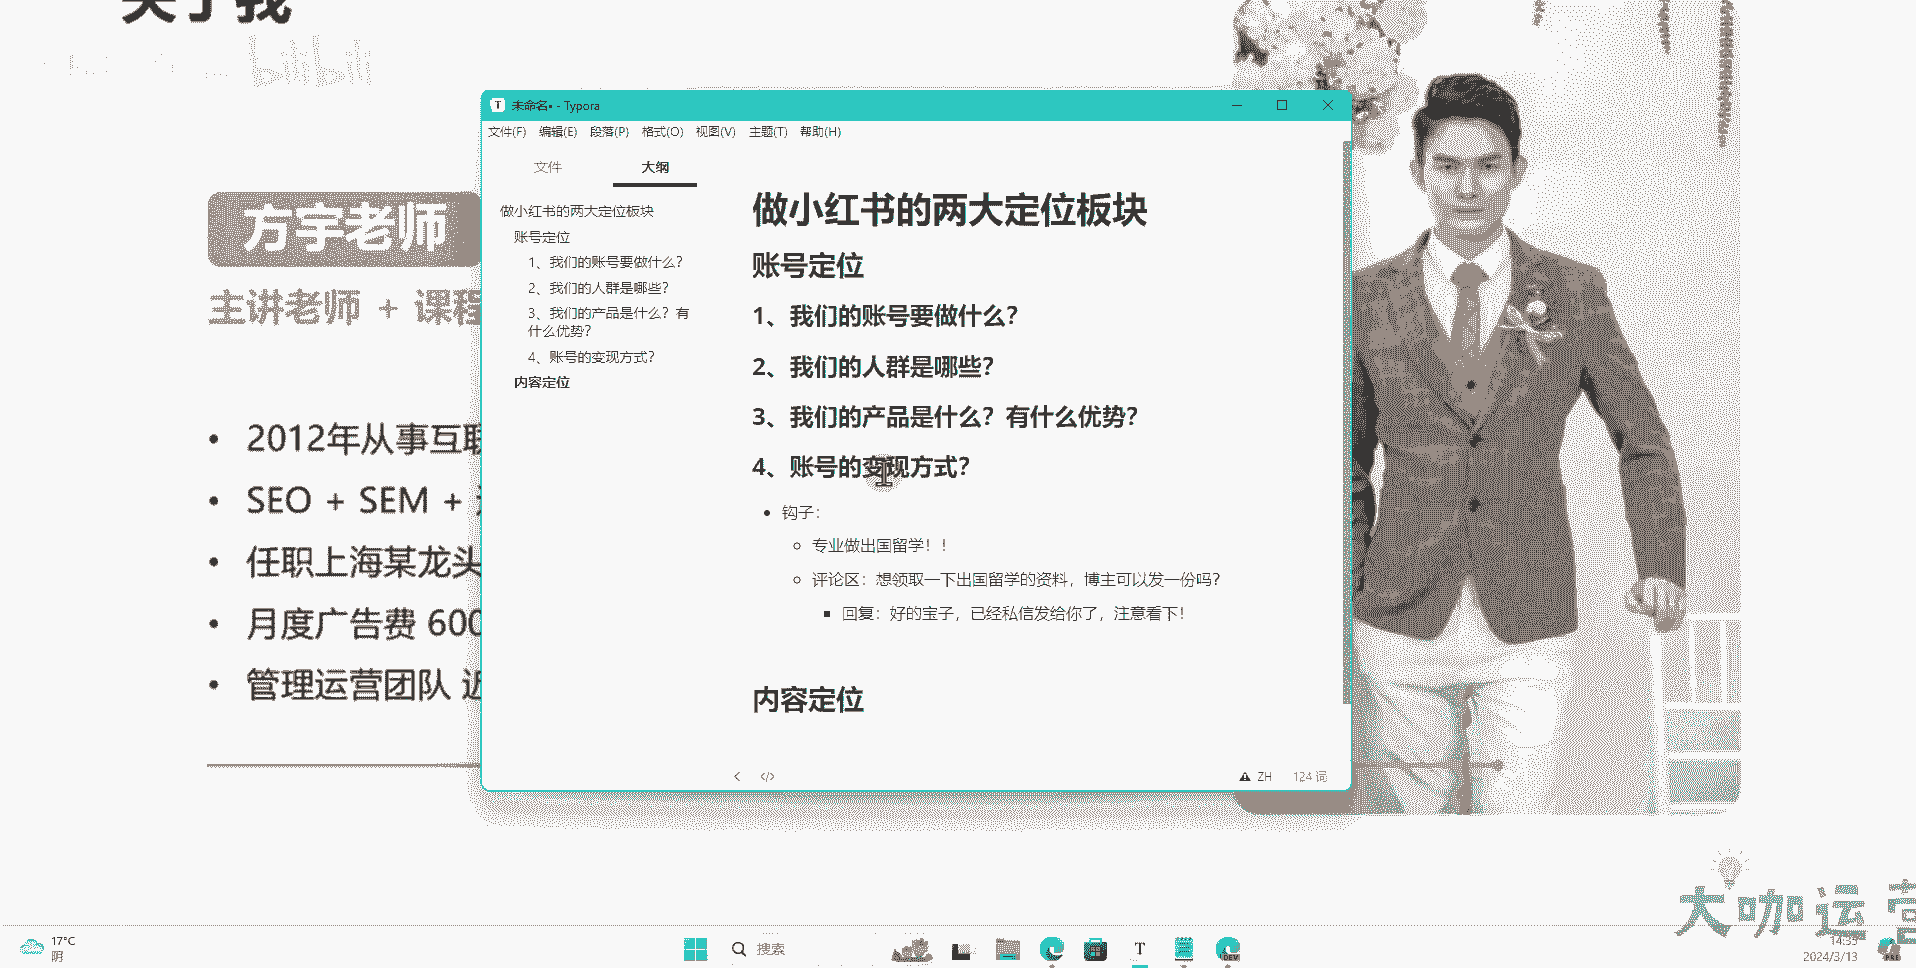 关于我
bilibili
方宇老师
主讲老师 + 课程
• 2012年从事互联
• SEO + SEM +
• 任职上海某龙头
• 月度广告费 600
• 管理运营团队 近
未命名• - Typora
文件(F) 编辑(E) 段落(P) 格式(O) 视图(V) 主题(T) 帮助(H)
文件 大纲
做小红书的两大定位板块
账号定位
1、我们的账号要做什么?
2、我们的人群是哪些?
3、我们的产品是什么? 有
什么优势?
4、账号的变现方式?
内容定位
做小红书的两大定位板块
账号定位
1、我们的账号要做什么?
2、我们的人群是哪些?
3、我们的产品是什么? 有什么优势?
4、账号的变现方式?
• 钩子:
专业做出国留学! !
评论区: 想领取一下出国留学的资料, 博主可以发一份吗?
回复: 好的宝子, 已经私信发给你了, 注意看下!
内容定位
ZH 124 词
大咖运营
17°C
阴
搜索
T
DEV
14:35
2024/3/13
PRE